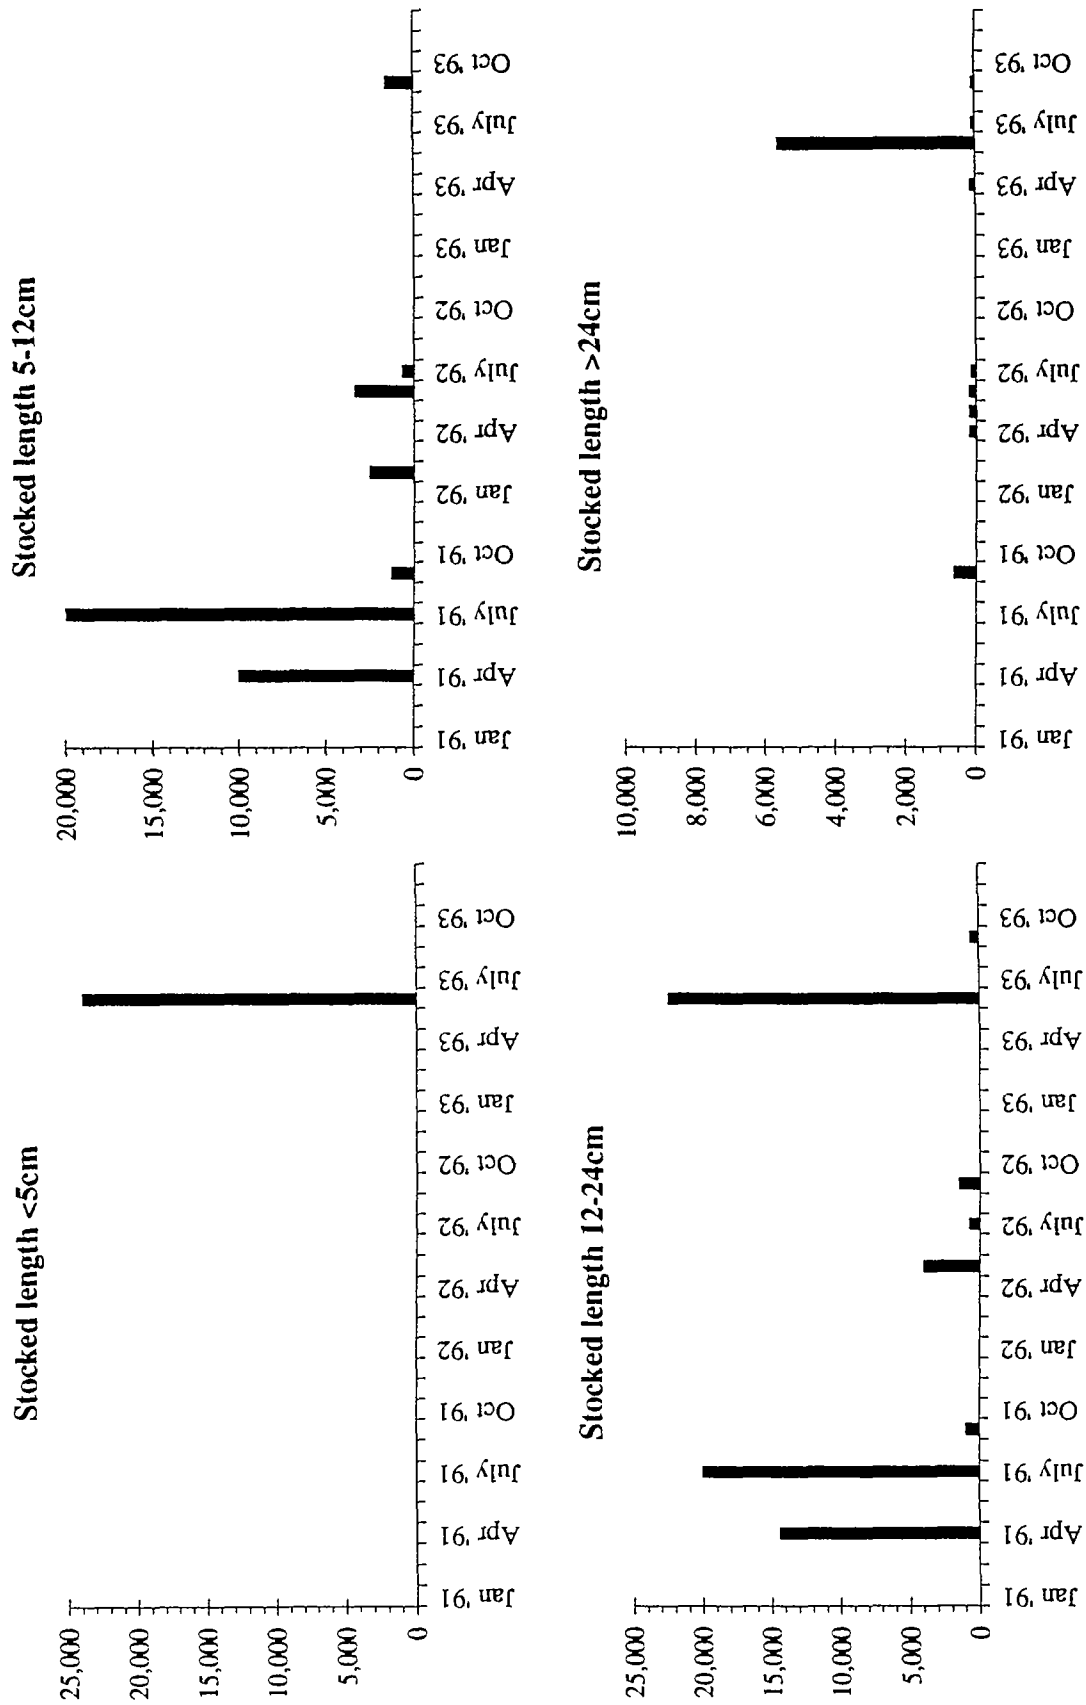 Stocked length <5cm
25,000
20,000
15,000
10,000
5,000
0
Jan '91
Apr '91
July '91
Oct '91
Jan '92
Apr '92
July '92
Oct '92
Jan '93
Apr '93
July '93
Oct '93
Stocked length 5-12cm
20,000
15,000
10,000
5,000
0
Jan '91
Apr '91
July '91
Oct '91
Jan '92
Apr '92
July '92
Oct '92
Jan '93
Apr '93
July '93
Oct '93
Stocked length 12-24cm
25,000
20,000
15,000
10,000
5,000
0
Jan '91
Apr '91
July '91
Oct '91
Jan '92
Apr '92
July '92
Oct '92
Jan '93
Apr '93
July '93
Oct '93
Stocked length >24cm
10,000
8,000
6,000
4,000
2,000
0
Jan '91
Apr '91
July '91
Oct '91
Jan '92
Apr '92
July '92
Oct '92
Jan '93
Apr '93
July '93
Oct '93